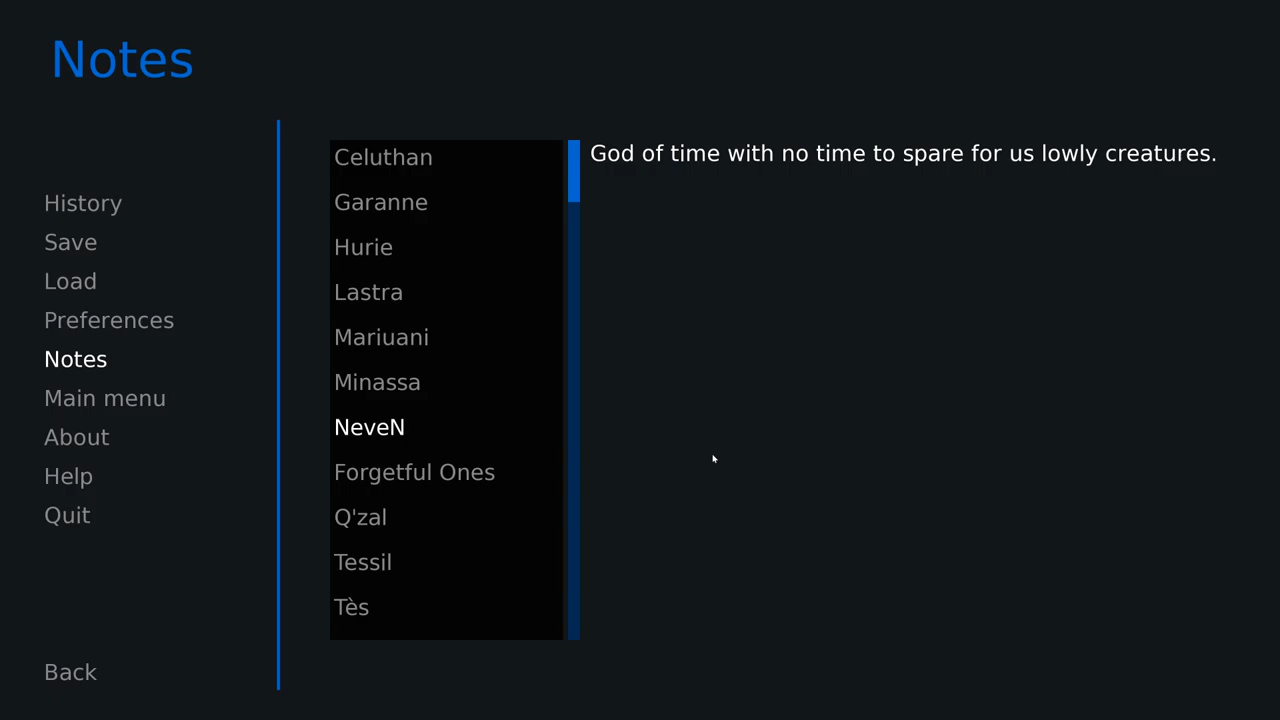 Notes
History
Save
Load
Preferences
Notes
Main menu
About
Help
Quit
Back
Celuthan
Garanne
Hurie
Lastra
Mariuani
Minassa
NeveN
Forgetful Ones
Q'zal
Tessil
Tès
God of time with no time to spare for us lowly creatures.